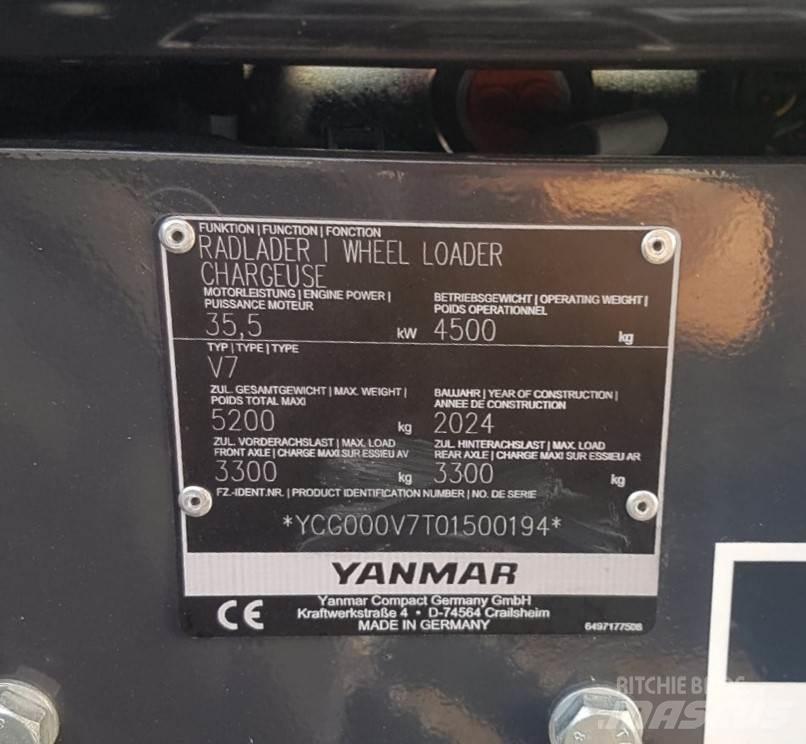 FUNKTION | FUNCTION | FONCTION
RADLADER | WHEEL LOADER
CHARGEUSE
MOTORLEISTUNG | ENGINE POWER |
PUISSANCE MOTEUR
35,5 kW
BETRIEBSGEWICHT | OPERATING WEIGHT |
POIDS OPERATIONNEL
4500 kg
TYP | TYPE | TYPE
V7
ZUL. GESAMTGEWICHT | MAX. WEIGHT |
POIDS TOTAL MAXI
5200 kg
BAUJAHR | YEAR OF CONSTRUCTION |
ANNEE DE CONSTRUCTION
2024
ZUL. VORDERACHSLAST | MAX. LOAD
FRONT AXLE | CHARGE MAXI SUR ESSIEU AV
3300 kg
ZUL. HINTERACHSLAST | MAX. LOAD
REAR AXLE | CHARGE MAXI SUR ESSIEU AR
3300 kg
FZ.-IDENT.NR. | PRODUCT IDENTIFICATION NUMBER | NO. DE SERIE
*YCG000V7T01500194*
YANMAR
CE
Yanmar Compact Germany GmbH
Kraftwerkstraße 4 • D-74564 Crailsheim
MADE IN GERMANY
6497177508
RITCHIE BROS
MASCUS
8